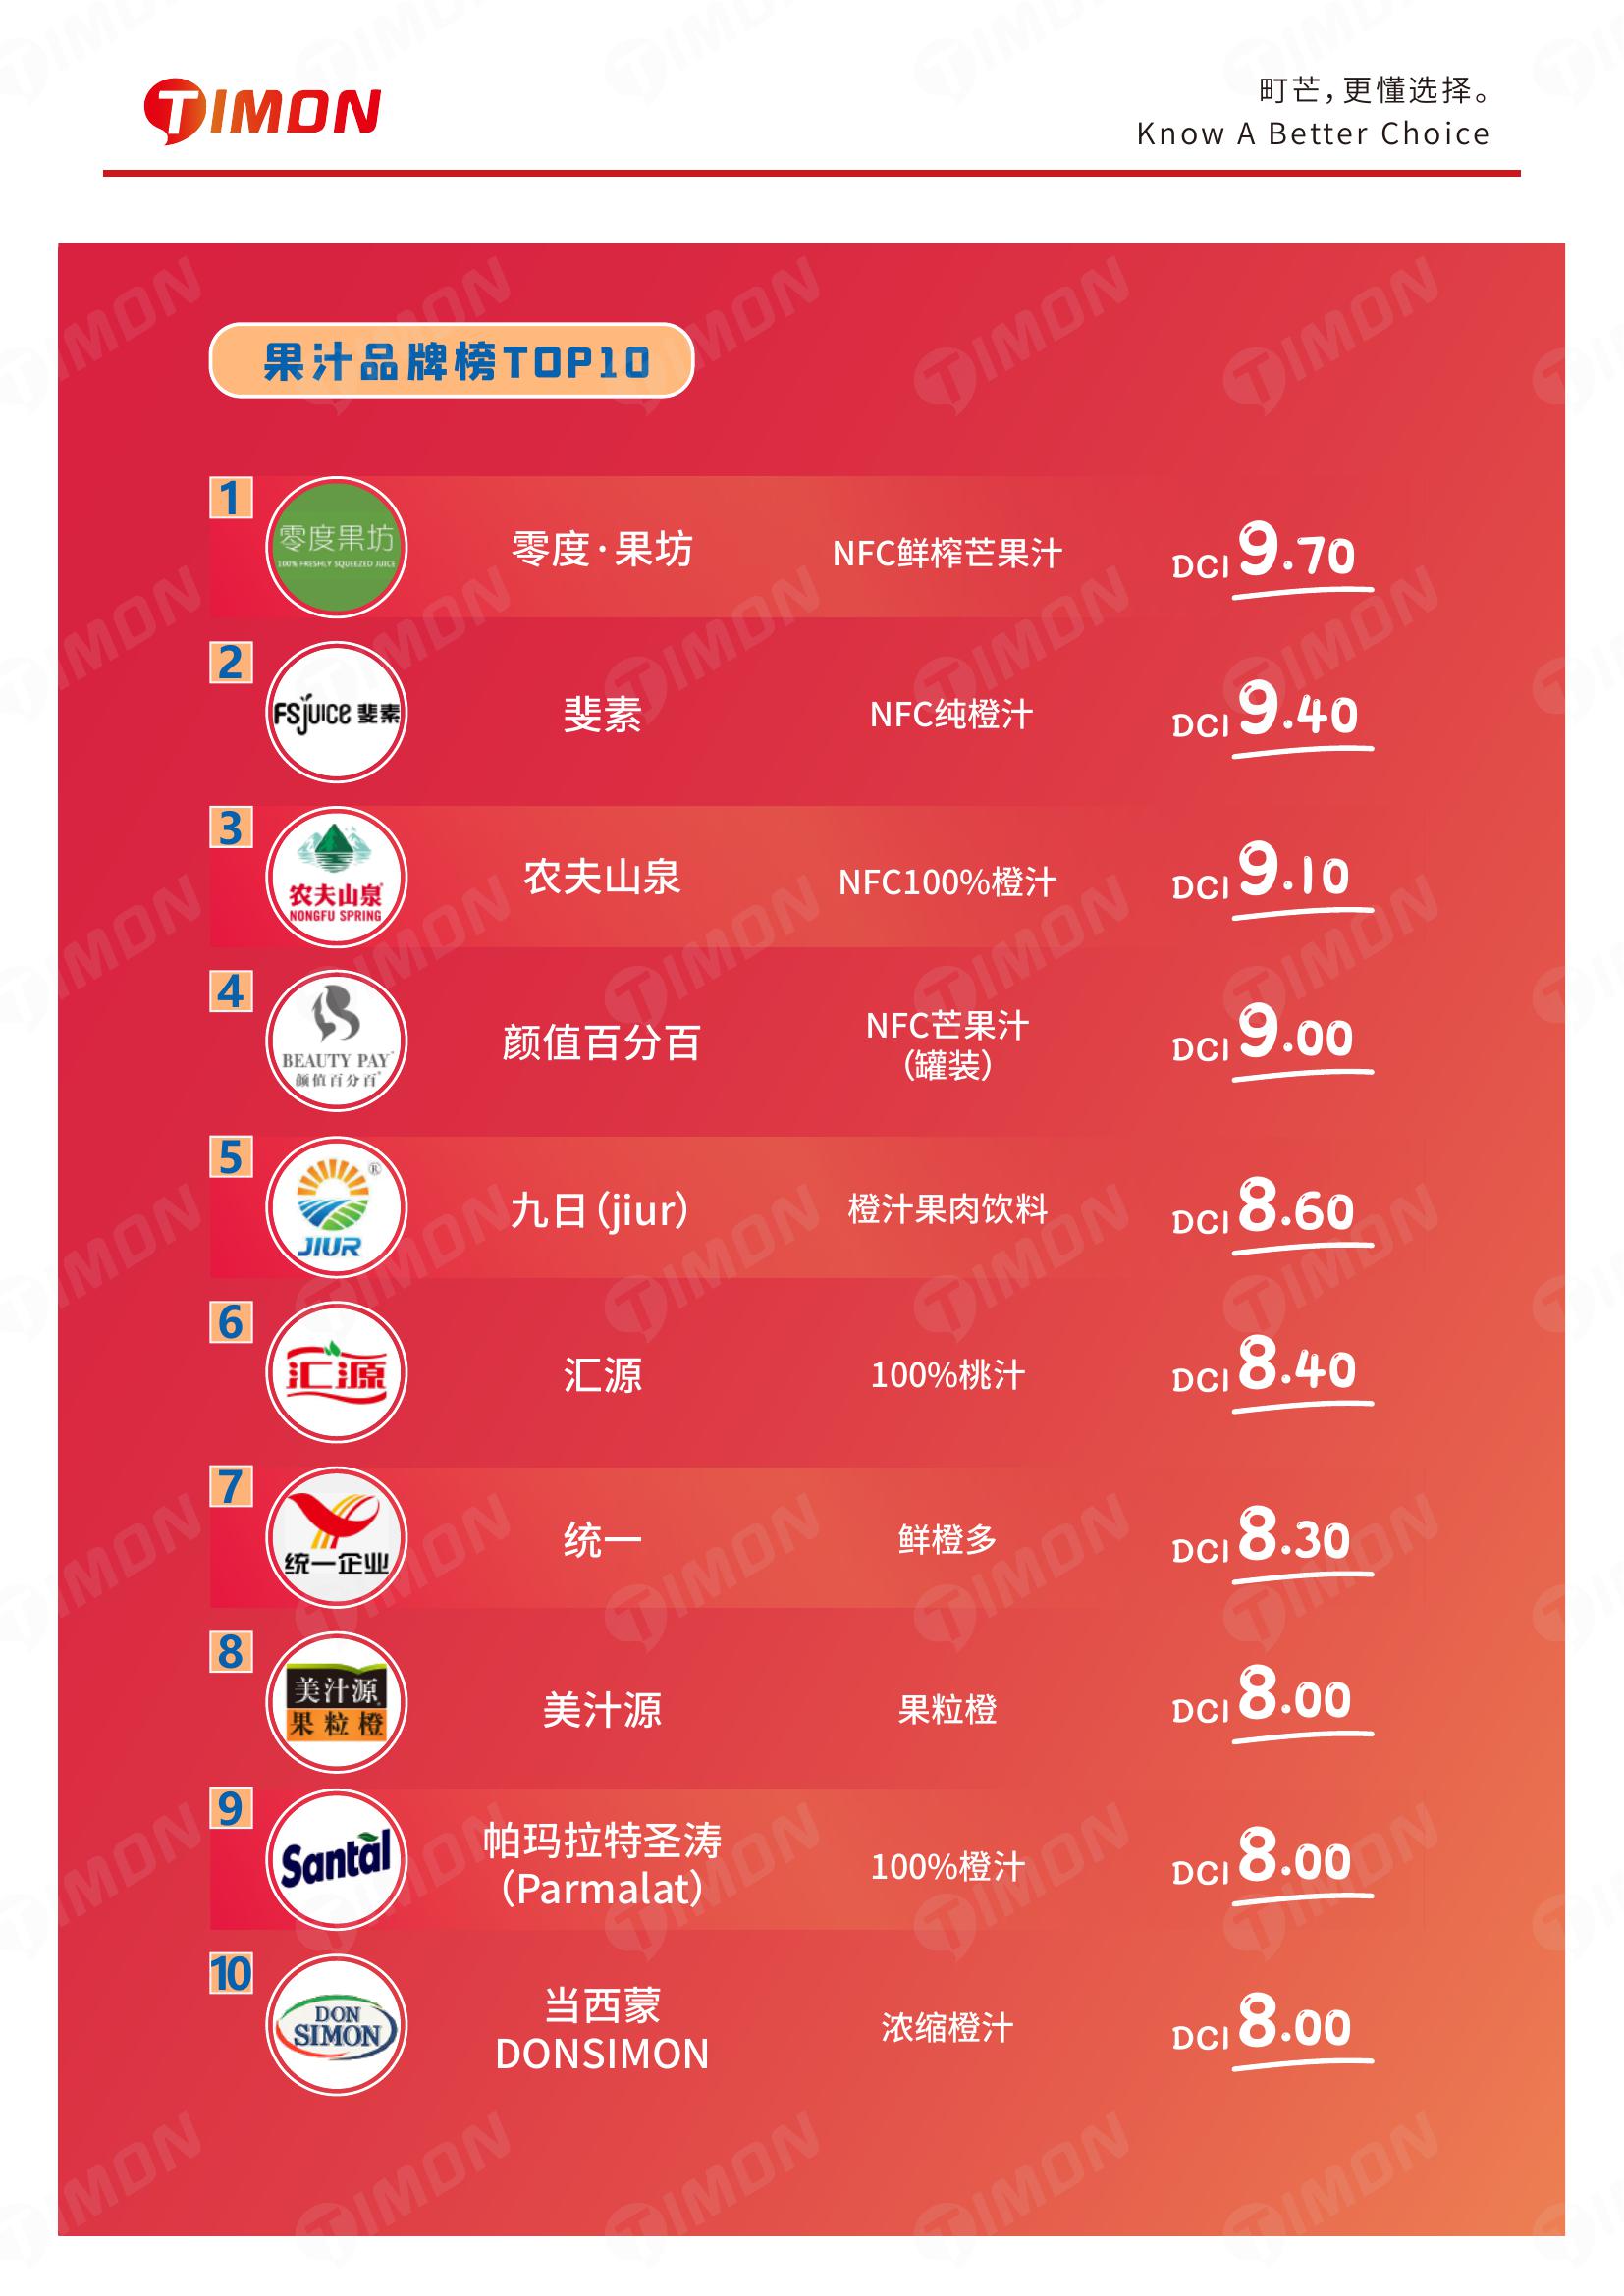 TIMON
町芒，更懂选择。
Know A Better Choice
果汁品牌榜TOP10
1
零度果坊
100% FRESHLY SQUEEZED JUICE
零度·果坊
NFC鲜榨芒果汁
DCI 9.70
2
FSjuice 斐素
斐素
NFC纯橙汁
DCI 9.40
3
农夫山泉
NONGFU SPRING
农夫山泉
NFC100%橙汁
DCI 9.10
4
BEAUTY PAY
颜值百分百
颜值百分百
NFC芒果汁
（罐装）
DCI 9.00
5
®
JIUR
九日（jiur）
橙汁果肉饮料
DCI 8.60
6
汇源
汇源
100%桃汁
DCI 8.40
7
统一企业
统一
鲜橙多
DCI 8.30
8
美汁源
果粒橙
美汁源
果粒橙
DCI 8.00
9
Santal
帕玛拉特圣涛
（Parmalat）
100%橙汁
DCI 8.00
10
DON
SIMON
当西蒙
DONSIMON
浓缩橙汁
DCI 8.00